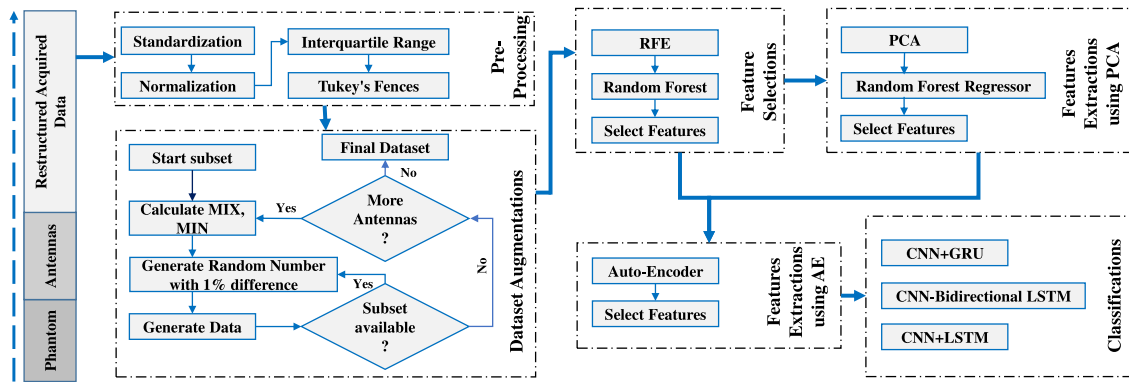 Restructured Acquired
Data
Antennas
Phantom
Standardization
Normalization
Interquartile Range
Tukey's Fences
Pre-
Processing
Start subset
Calculate MIX,
MIN
Generate Random Number
with 1% difference
Generate Data
Final Dataset
No
More
Antennas
?
Yes
Yes
Subset
available
?
No
Dataset Augmentations
RFE
Random Forest
Select Features
Feature
Selections
PCA
Random Forest Regressor
Select Features
Features
Extractions
using PCA
Auto-Encoder
Select Features
Features
Extractions
using AE
CNN+GRU
CNN-Bidirectional LSTM
CNN+LSTM
Classifications